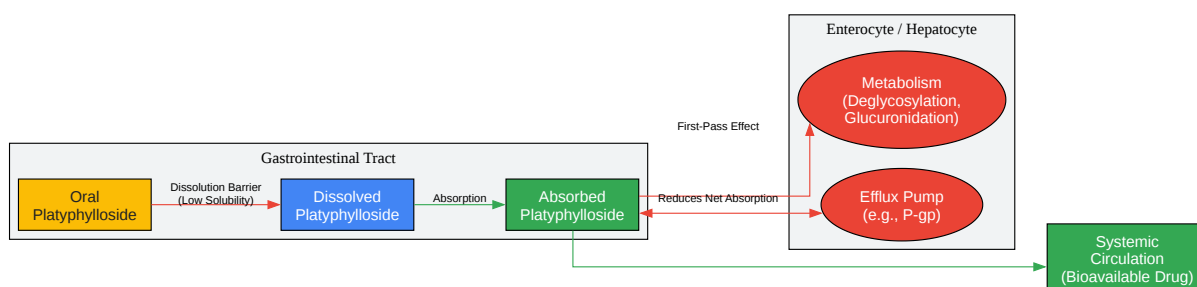 Enterocyte / Hepatocyte
Metabolism
(Deglycosylation,
Glucuronidation)
First-Pass Effect
Gastrointestinal Tract
Oral
Platyphylloside
Dissolution Barrier
(Low Solubility)
Dissolved
Platyphylloside
Absorption
Absorbed
Platyphylloside
Reduces Net Absorption
Efflux Pump
(e.g., P-gp)
Systemic
Circulation
(Bioavailable Drug)